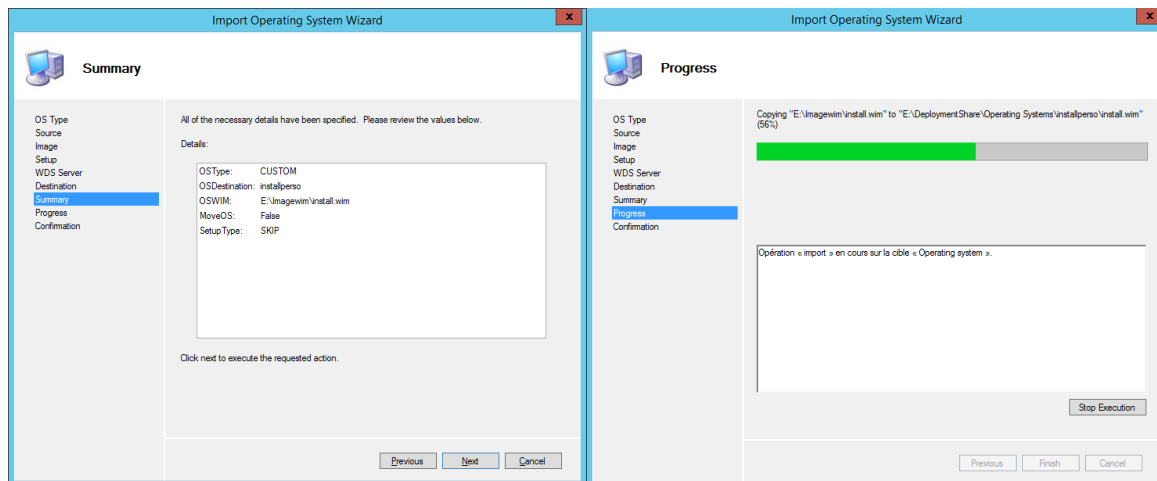 Import Operating System Wizard
x
Summary
OS Type
Source
Image
Setup
WDS Server
Destination
Summary
Progress
Confirmation
All of the necessary details have been specified. Please review the values below.
Details:
OSType: CUSTOM
OSDestination: installperso
OSWIM: E:\Imagewim\install.wim
MoveOS: False
SetupType: SKIP
Click next to execute the requested action.
Previous Next Cancel
Import Operating System Wizard
x
Progress
OS Type
Source
Image
Setup
WDS Server
Destination
Summary
Progress
Confirmation
Copying "E:\Imagewim\install.wim" to "E:\DeploymentShare\Operating Systems\installperso\install.wim"
(56%)
Opération « import » en cours sur la cible « Operating system ».
Stop Execution
Previous Finish Cancel